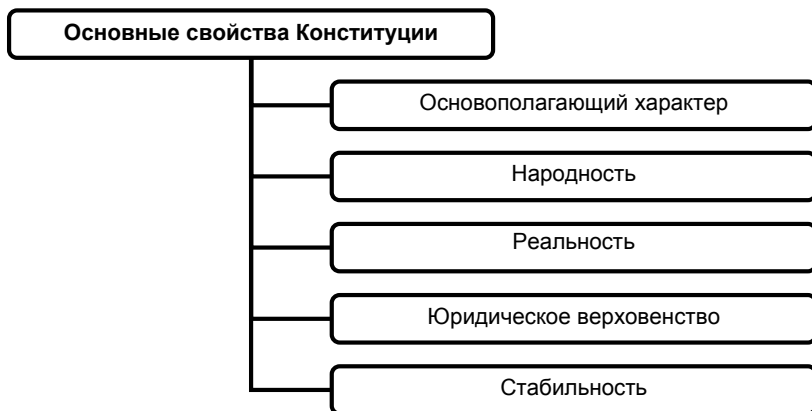 Основные свойства Конституции
Основополагающий характер
Народность
Реальность
Юридическое верховенство
Стабильность